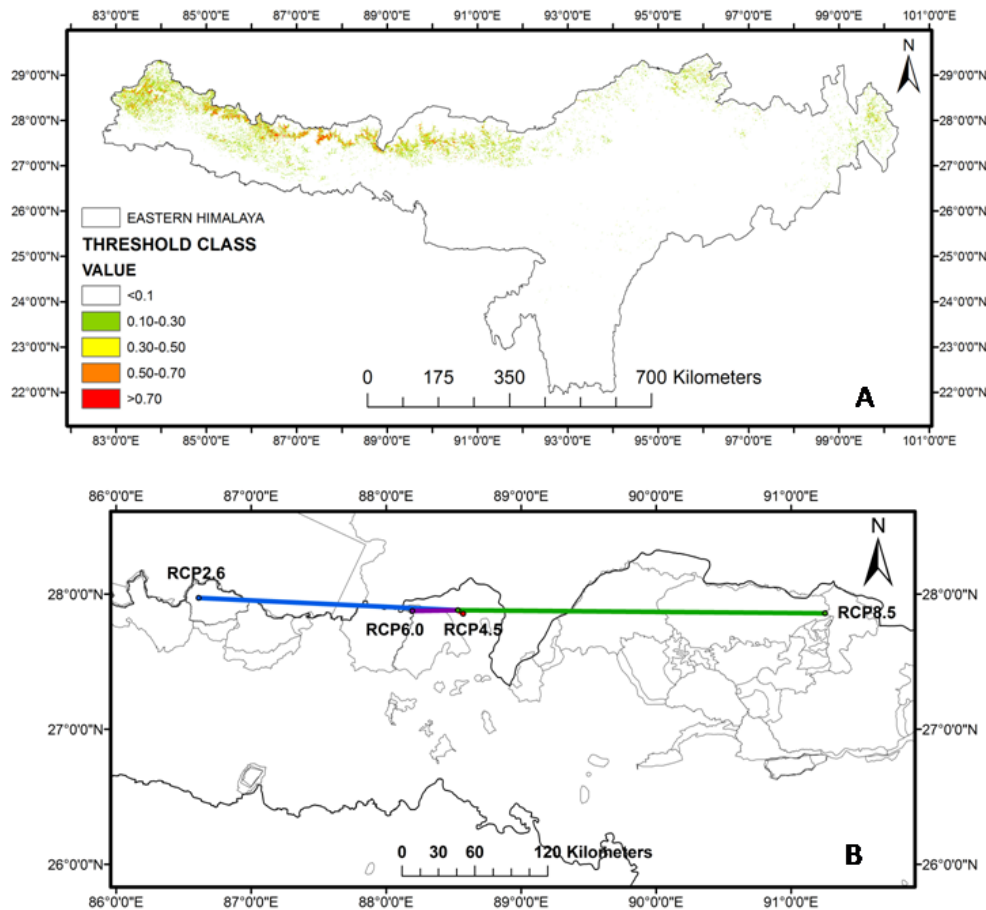 83°0'0"E 85°0'0"E 87°0'0"E 89°0'0"E 91°0'0"E 93°0'0"E 95°0'0"E 97°0'0"E 99°0'0"E 101°0'0"E
A
N
29°0'0"N 29°0'0"N
28°0'0"N 28°0'0"N
27°0'0"N 27°0'0"N
26°0'0"N 26°0'0"N
25°0'0"N 25°0'0"N
24°0'0"N 24°0'0"N
23°0'0"N 23°0'0"N
22°0'0"N 22°0'0"N
EASTERN HIMALAYA
THRESHOLD CLASS
VALUE
<0.1
0.10-0.30
0.30-0.50
0.50-0.70
>0.70
0 175 350 700 Kilometers
A
83°0'0"E 85°0'0"E 87°0'0"E 89°0'0"E 91°0'0"E 93°0'0"E 95°0'0"E 97°0'0"E 99°0'0"E 101°0'0"E
86°0'0"E 87°0'0"E 88°0'0"E 89°0'0"E 90°0'0"E 91°0'0"E
N
28°0'0"N 28°0'0"N
27°0'0"N 27°0'0"N
26°0'0"N 26°0'0"N
RCP2.6
RCP6.0 RCP4.5
RCP8.5
0 30 60 120 Kilometers
B
86°0'0"E 87°0'0"E 88°0'0"E 89°0'0"E 90°0'0"E 91°0'0"E